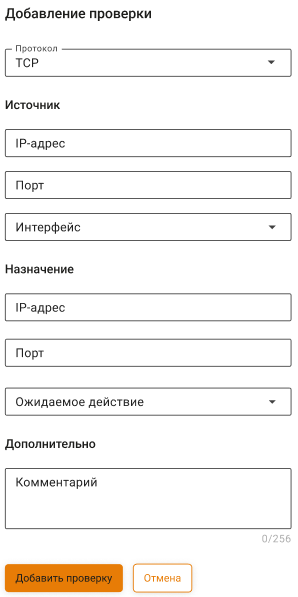 Добавление проверки
Протокол
TCP
Источник
IP-адрес
Порт
Интерфейс
Назначение
IP-адрес
Порт
Ожидаемое действие
Дополнительно
Комментарий
0/256
Добавить проверку
Отмена